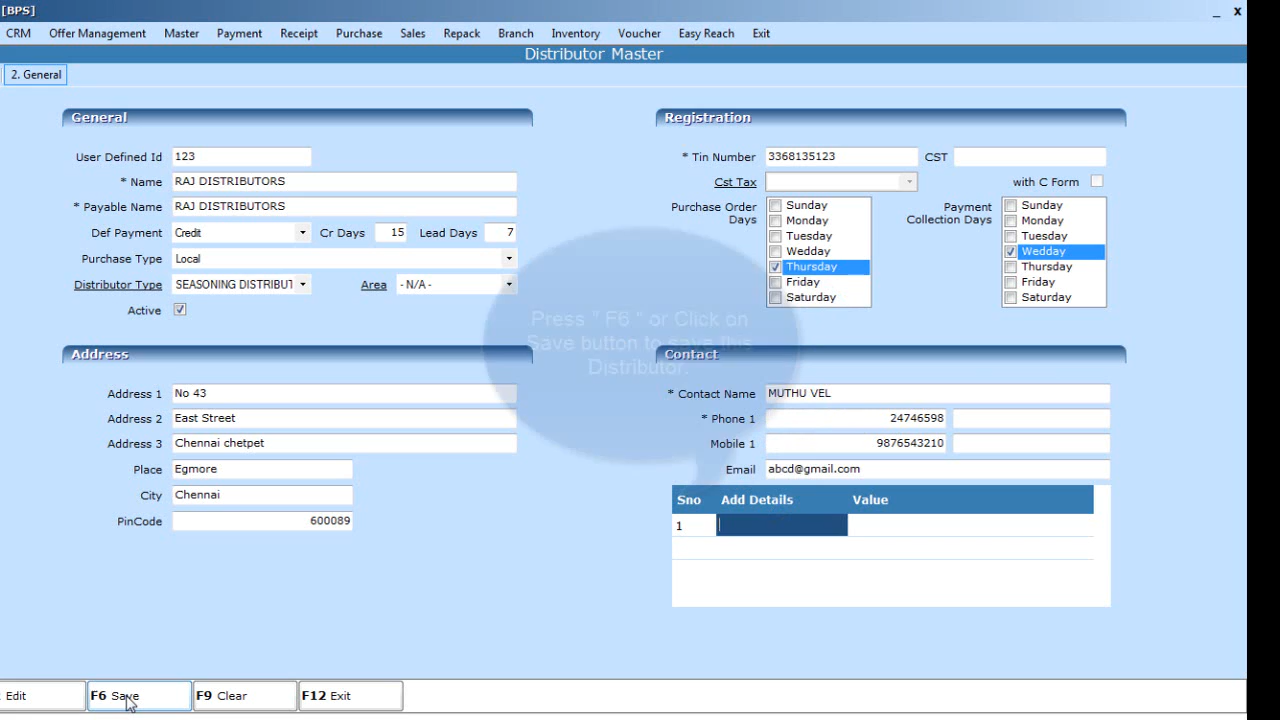 [BPS] _ x
CRM Offer Management Master Payment Receipt Purchase Sales Repack Branch Inventory Voucher Easy Reach Exit
Distributor Master
2. General
General
User Defined Id 123
* Name RAJ DISTRIBUTORS
* Payable Name RAJ DISTRIBUTORS
Def Payment Credit Cr Days 15 Lead Days 7
Purchase Type Local
Distributor Type SEASONING DISTRIBUT Area - N/A -
Active
Registration
* Tin Number 3368135123 CST
Cst Tax with C Form
Purchase Order Days
Sunday
Monday
Tuesday
Wedday
Thursday
Friday
Saturday
Payment Collection Days
Sunday
Monday
Tuesday
Wedday
Thursday
Friday
Saturday
Press " F6 " or Click on
Save button to save this
Distributor.
Address
Address 1 No 43
Address 2 East Street
Address 3 Chennai chetpet
Place Egmore
City Chennai
PinCode 600089
Contact
* Contact Name MUTHU VEL
* Phone 1 24746598
Mobile 1 9876543210
Email abcd@gmail.com
Sno Add Details Value
1
Edit F6 Save F9 Clear F12 Exit